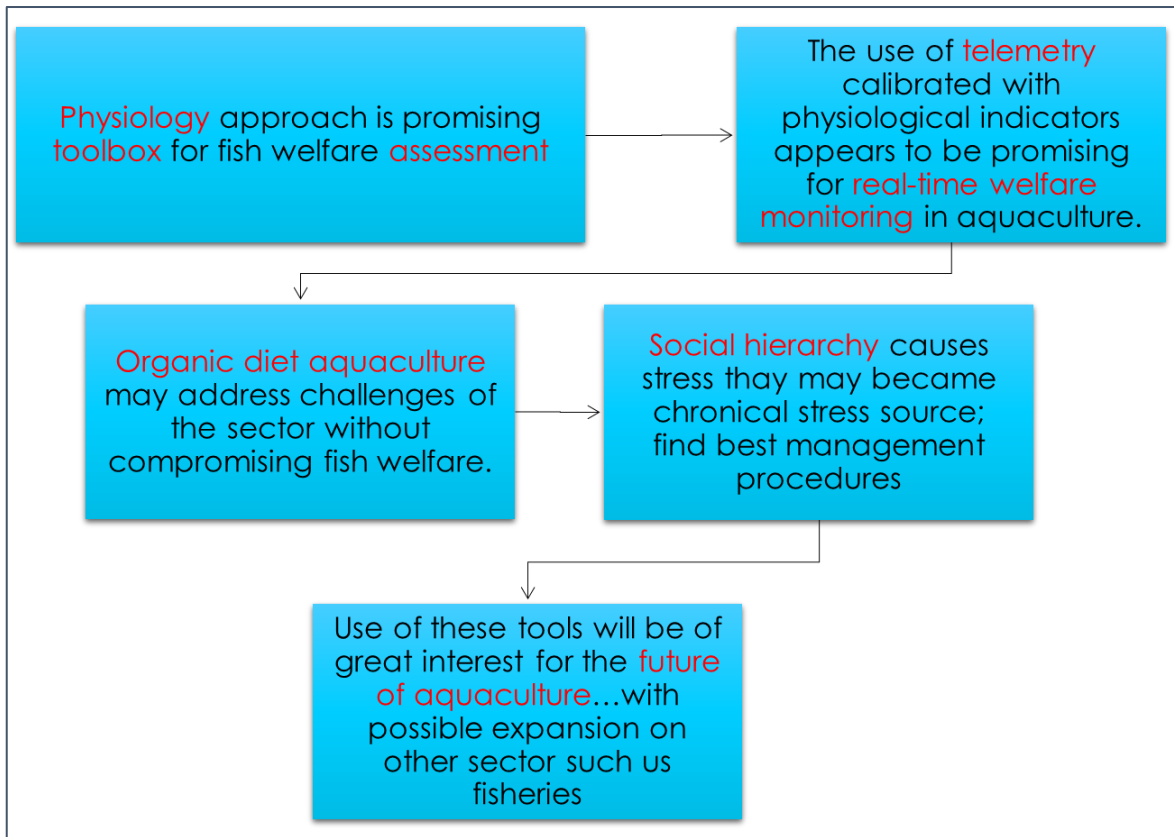 Physiology approach is promising
toolbox for fish welfare assessment
The use of telemetry
calibrated with
physiological indicators
appears to be promising
for real-time welfare
monitoring in aquaculture.
Organic diet aquaculture
may address challenges of
the sector without
compromising fish welfare.
Social hierarchy causes
stress thay may became
chronical stress source;
find best management
procedures
Use of these tools will be of
great interest for the future
of aquaculture…with
possible expansion on
other sector such us
fisheries